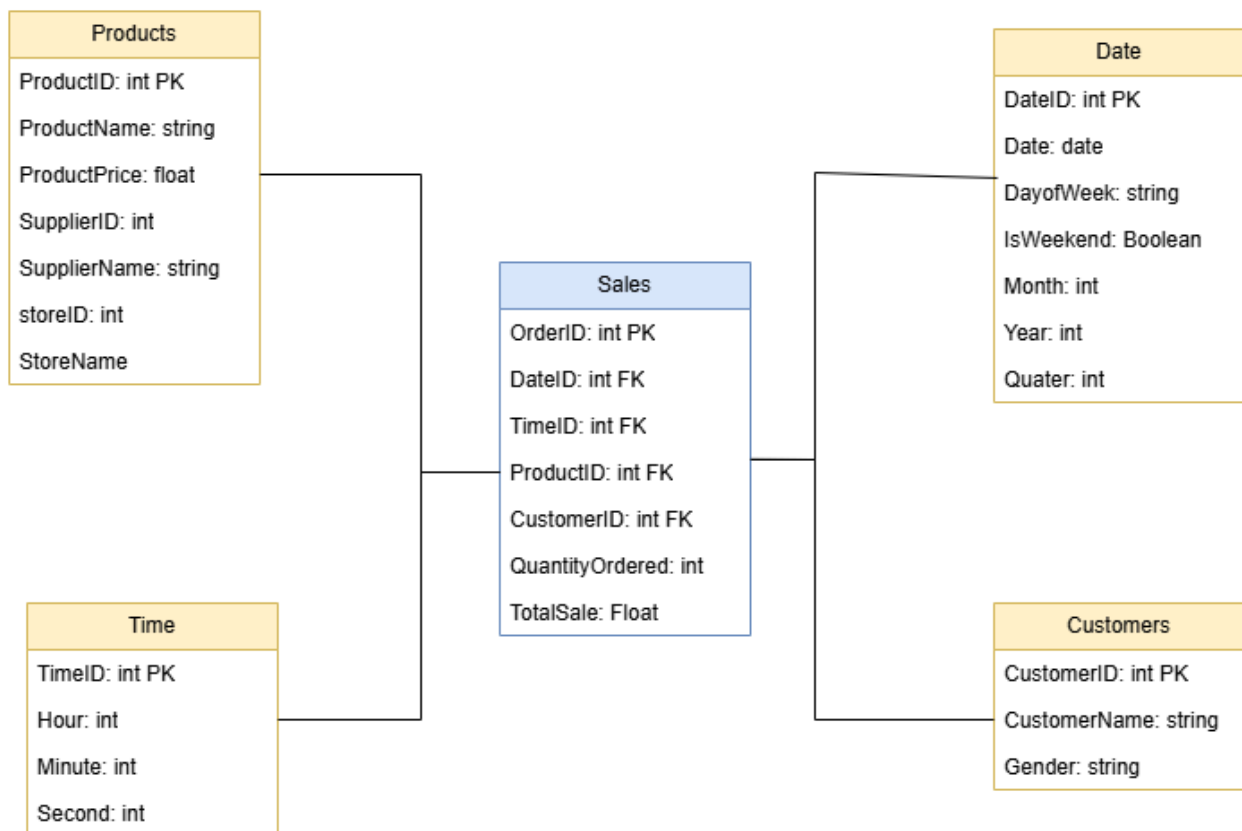 Products
ProductID: int PK
ProductName: string
ProductPrice: float
SupplierID: int
SupplierName: string
storeID: int
StoreName
Date
DateID: int PK
Date: date
DayofWeek: string
IsWeekend: Boolean
Month: int
Year: int
Quater: int
Sales
OrderID: int PK
DateID: int FK
TimeID: int FK
ProductID: int FK
CustomerID: int FK
QuantityOrdered: int
TotalSale: Float
Time
TimeID: int PK
Hour: int
Minute: int
Second: int
Customers
CustomerID: int PK
CustomerName: string
Gender: string